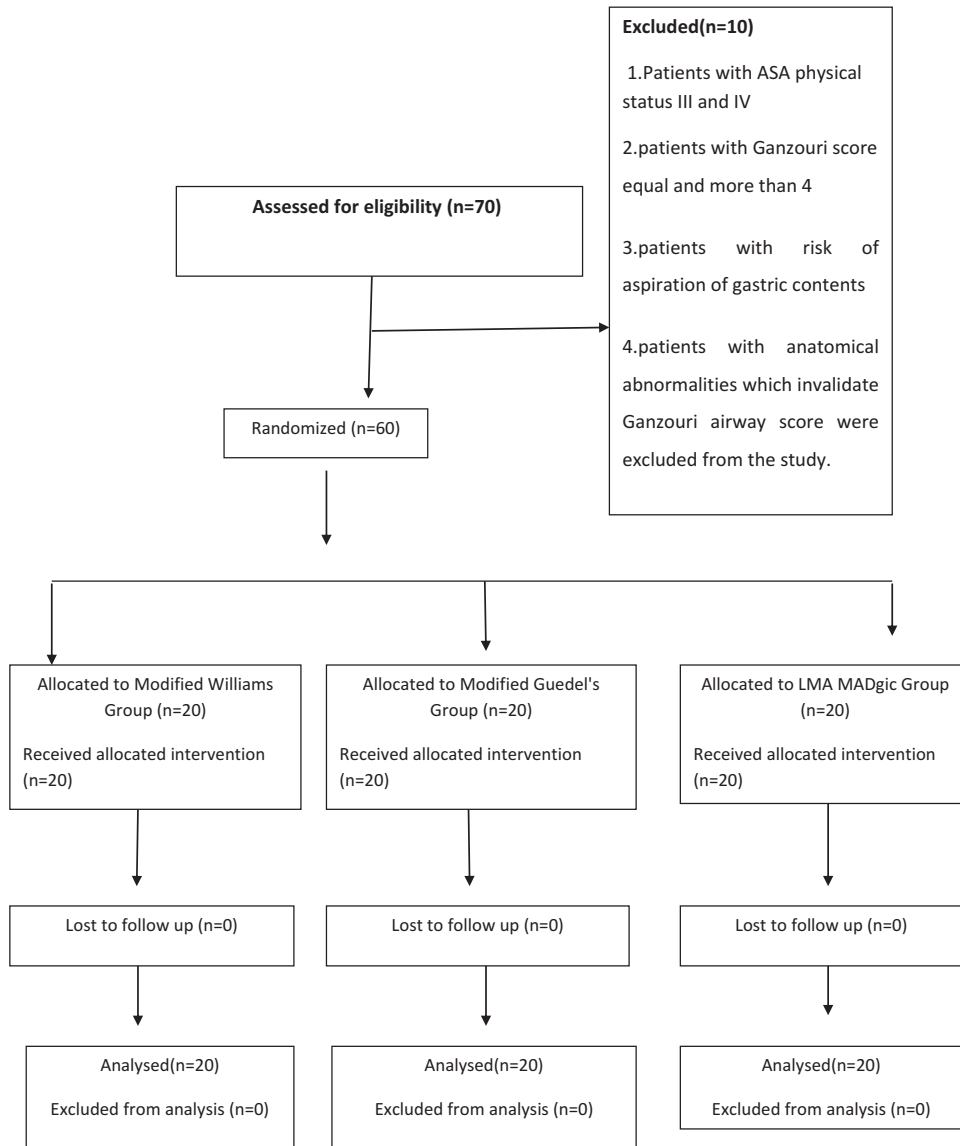 Excluded(n=10)
1.Patients with ASA physical
status III and IV
2.patients with Ganzouri score
equal and more than 4
3.patients with risk of
aspiration of gastric contents
4.patients with anatomical
abnormalities which invalidate
Ganzouri airway score were
excluded from the study.
Assessed for eligibility (n=70)
Randomized (n=60)
Allocated to Modified Williams
Group (n=20)
Received allocated intervention
(n=20)
Allocated to Modified Guedel's
Group (n=20)
Received allocated intervention
(n=20)
Allocated to LMA MADgic Group
(n=20)
Received allocated intervention
(n=20)
Lost to follow up (n=0)
Lost to follow up (n=0)
Lost to follow up (n=0)
Analysed(n=20)
Excluded from analysis (n=0)
Analysed(n=20)
Excluded from analysis (n=0)
Analysed(n=20)
Excluded from analysis (n=0)